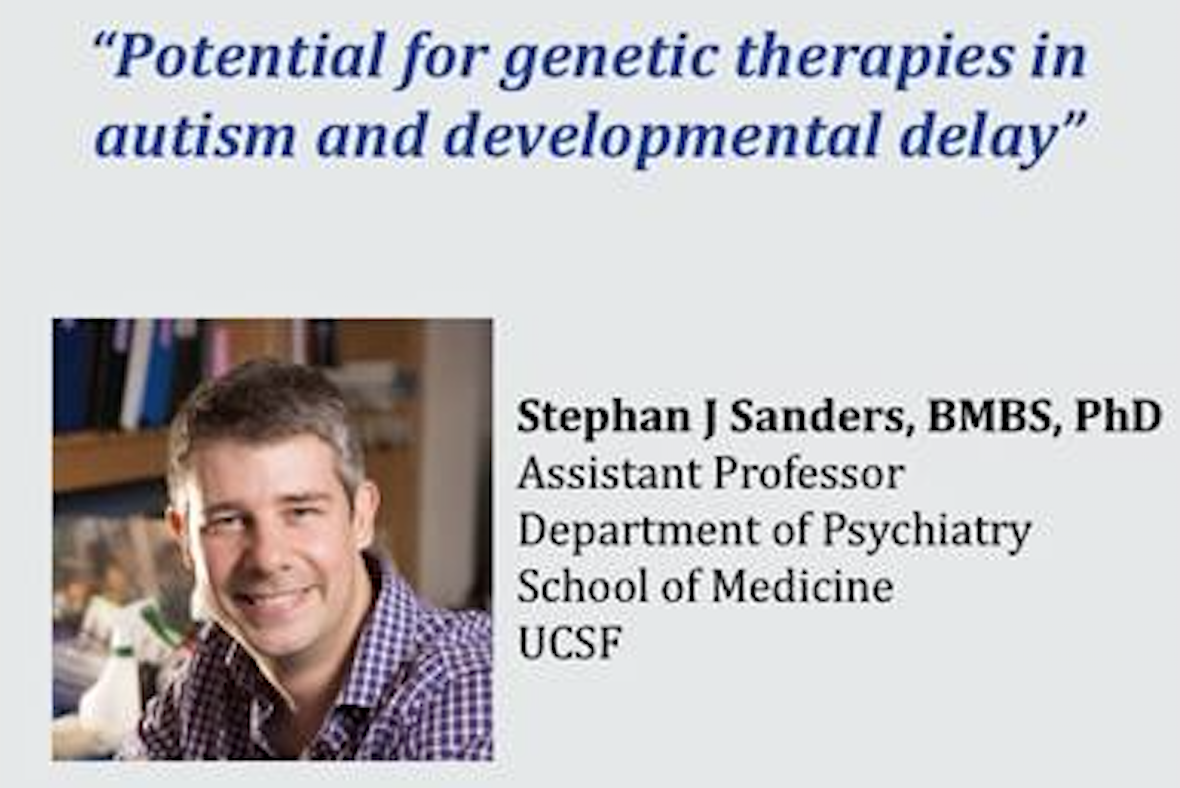 “Potential for genetic therapies in
autism and developmental delay”
Stephan J Sanders, BMBS, PhD
Assistant Professor
Department of Psychiatry
School of Medicine
UCSF